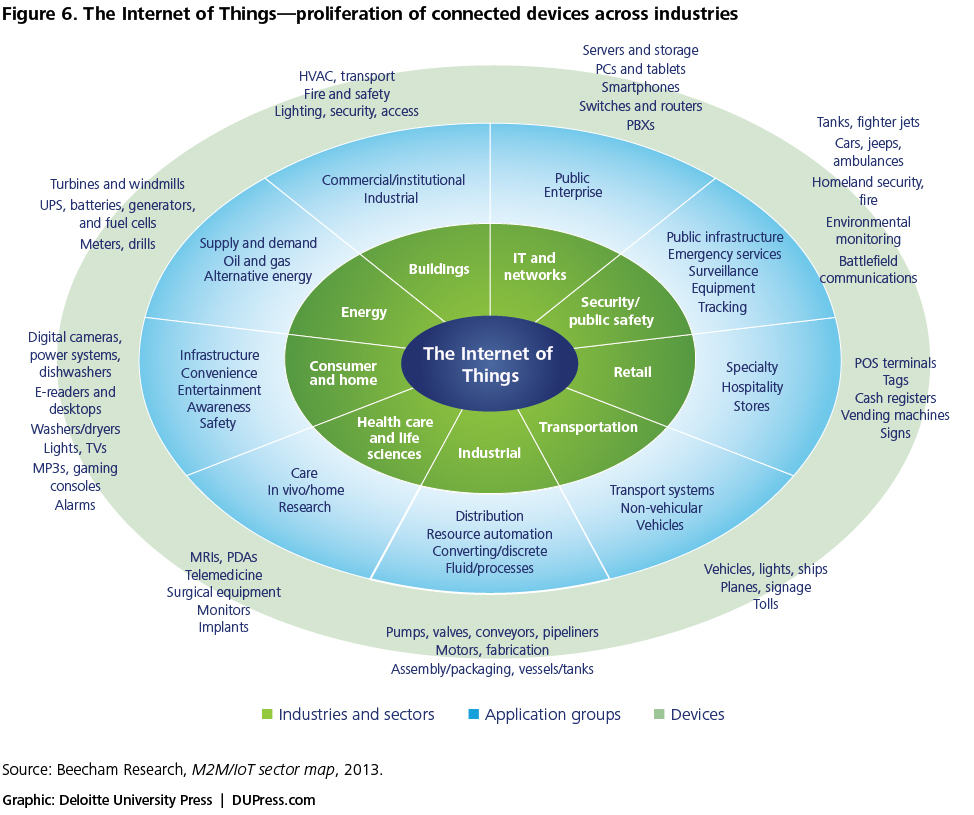 Figure 6. The Internet of Things—proliferation of connected devices across industries
Servers and storage
PCs and tablets
Smartphones
Switches and routers
PBXs
HVAC, transport
Fire and safety
Lighting, security, access
Tanks, fighter jets
Cars, jeeps,
ambulances
Homeland security,
fire
Environmental
monitoring
Battlefield
communications
Turbines and windmills
UPS, batteries, generators,
and fuel cells
Meters, drills
Commercial/institutional
Industrial
Public
Enterprise
Supply and demand
Oil and gas
Alternative energy
Public infrastructure
Emergency services
Surveillance
Equipment
Tracking
Buildings
IT and
networks
Energy
Security/
public safety
Consumer
and home
The Internet of
Things
Retail
Health care
and life
sciences
Industrial
Transportation
Digital cameras,
power systems,
dishwashers
E-readers and
desktops
Washers/dryers
Lights, TVs
MP3s, gaming
consoles
Alarms
Infrastructure
Convenience
Entertainment
Awareness
Safety
Specialty
Hospitality
Stores
POS terminals
Tags
Cash registers
Vending machines
Signs
Care
In vivo/home
Research
Distribution
Resource automation
Converting/discrete
Fluid/processes
Transport systems
Non-vehicular
Vehicles
MRIs, PDAs
Telemedicine
Surgical equipment
Monitors
Implants
Pumps, valves, conveyors, pipeliners
Motors, fabrication
Assembly/packaging, vessels/tanks
Vehicles, lights, ships
Planes, signage
Tolls
Industries and sectors
Application groups
Devices
Source: Beecham Research, M2M/IoT sector map, 2013.
Graphic: Deloitte University Press | DUPress.com